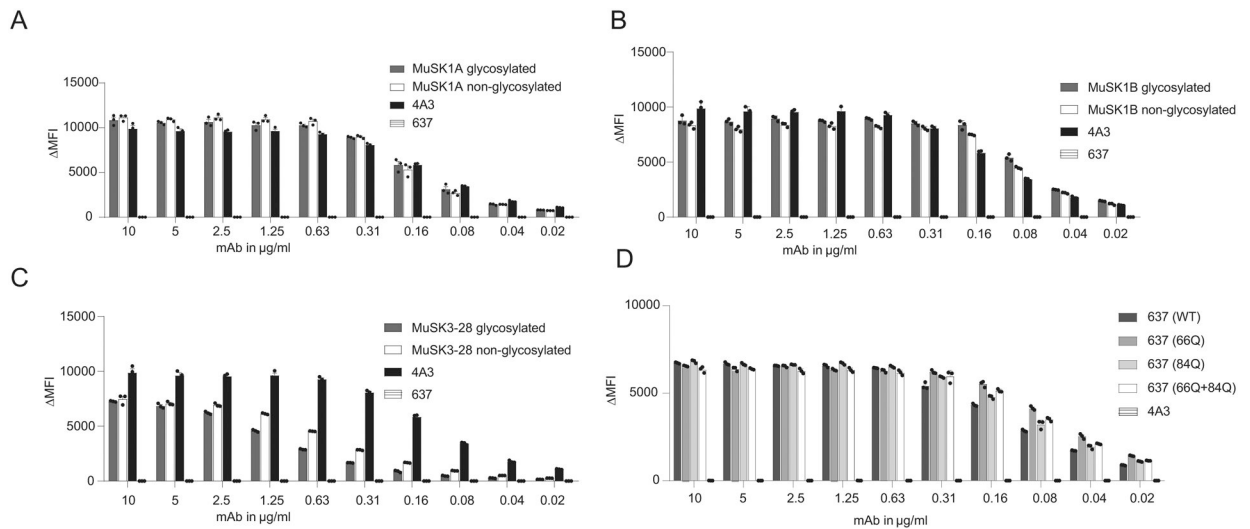 A
15000
10000
5000
0
ΔMFI
MuSK1A glycosylated
MuSK1A non-glycosylated
4A3
637
10 5 2.5 1.25 0.63 0.31 0.16 0.08 0.04 0.02
mAb in µg/ml
B
15000
10000
5000
0
ΔMFI
MuSK1B glycosylated
MuSK1B non-glycosylated
4A3
637
10 5 2.5 1.25 0.63 0.31 0.16 0.08 0.04 0.02
mAb in µg/ml
C
15000
10000
5000
0
ΔMFI
MuSK3-28 glycosylated
MuSK3-28 non-glycosylated
4A3
637
10 5 2.5 1.25 0.63 0.31 0.16 0.08 0.04 0.02
mAb in µg/ml
D
10000
5000
0
ΔMFI
637 (WT)
637 (66Q)
637 (84Q)
637 (66Q+84Q)
4A3
10 5 2.5 1.25 0.63 0.31 0.16 0.08 0.04 0.02
mAb in µg/ml